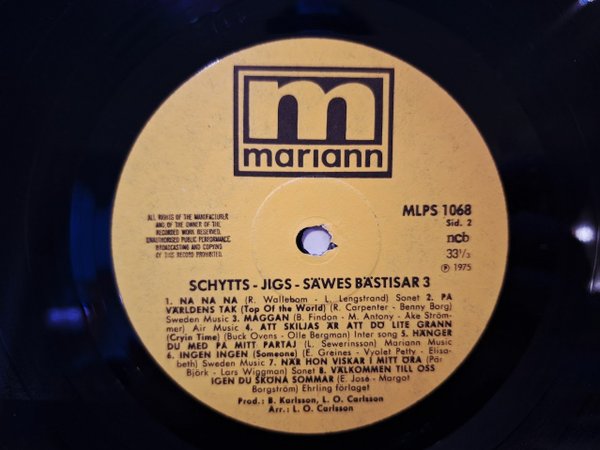 m
mariann
MLPS 1068
Sid. 2
ncb
33 1/3
℗ 1975
ALL RIGHTS OF THE MANUFACTURER
AND OF THE OWNER OF THE
RECORDED WORK RESERVED.
UNAUTHORISED PUBLIC PERFORMANCE,
BROADCASTING AND COPYING
OF THIS RECORD PROHIBITED.
SCHYTTS - JIGS - SÄWES BÄSTISAR 3
1. NA NA NA (R. Wallebom - L. Lengstrand) Sonet 2. PÅ
VÄRLDENS TAK (Top Of the World) (R. Carpenter - Benny Borg)
Sweden Music 3. MAGGAN (B. Findon - M. Antony - Åke Ström-
mer) Air Music 4. ATT SKILJAS ÄR ATT DÖ LITE GRANN
(Cryin Time) (Buck Ovens - Olle Bergman) Inter song 5. HÄNGER
DU MED PÅ MITT PARTAJ (L. Sewerinsson) Mariann Music
6. INGEN INGEN (Someone) (E. Greines - Vyolet Petty - Elisa-
beth) Sweden Music 7. NÄR HON VISKAR I MITT ÖRA (Pär
Björk - Lars Wiggman) Sonet 8. VÄLKOMMEN TILL OSS
IGEN DU SKÖNA SOMMAR (E. José - Margot
Borgström) Ehrling förlaget
Prod.: B. Karlsson, L. O. Carlsson
Arr.: L. O. Carlsson